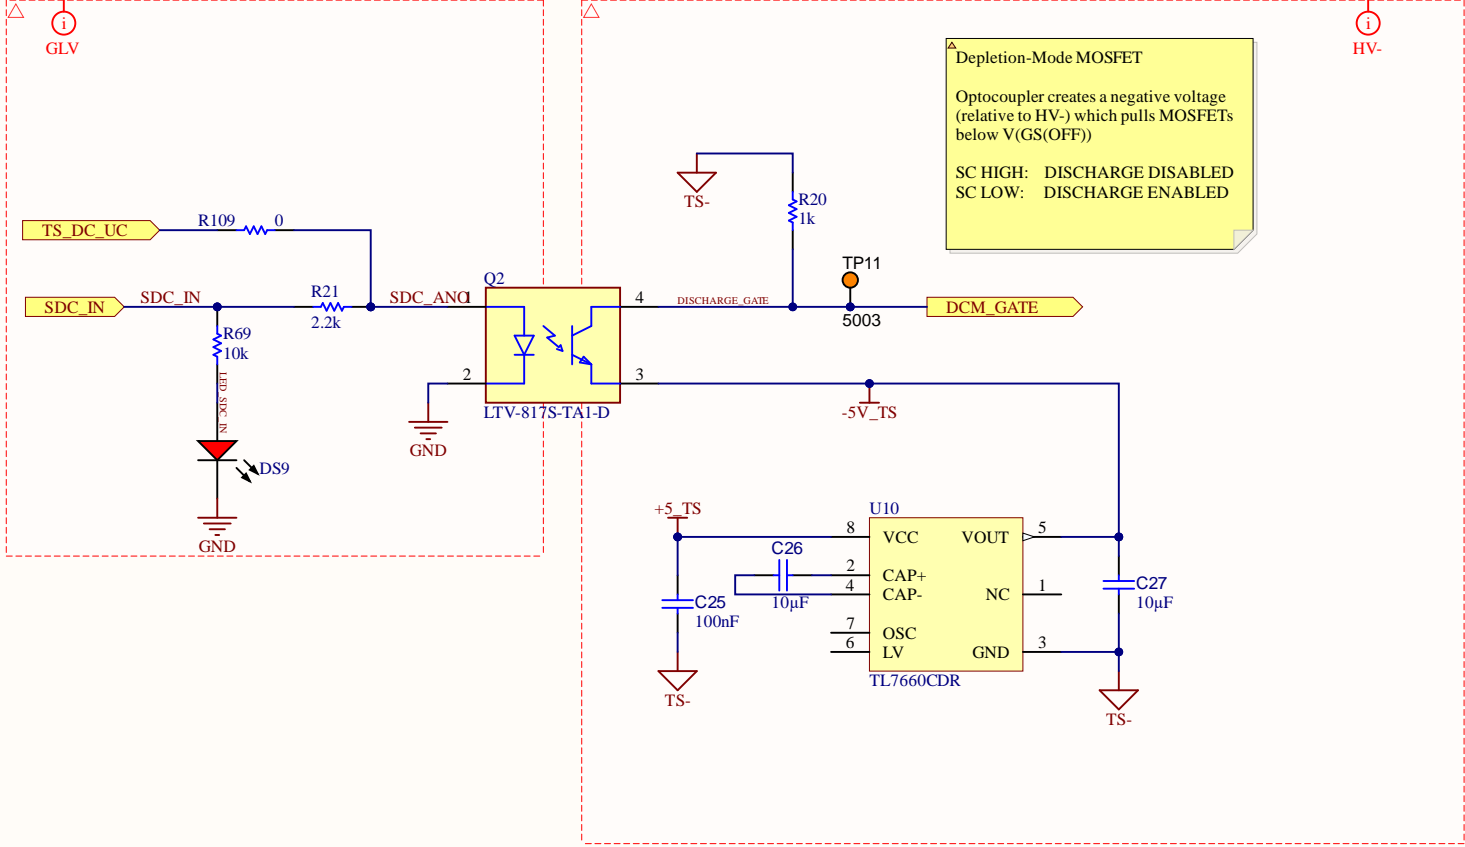 i
GLV
i
HV-
Depletion-Mode MOSFET
Optocoupler creates a negative voltage
(relative to HV-) which pulls MOSFETs
below V(GS(OFF))
SC HIGH: DISCHARGE DISABLED
SC LOW: DISCHARGE ENABLED
TS-
R20
1k
TS_DC_UC
R109
0
TP11
5003
Q2
SDC_IN
SDC_IN
R21
2.2k
SDC_ANO
1
4
DISCHARGE_GATE
DCM_GATE
R69
10k
LED_SDC_IN
2
3
LTV-817S-TA1-D
-5V_TS
GND
DS9
GND
+5_TS
U10
8
VCC
VOUT
5
C26
10µF
2
CAP+
4
CAP-
NC
1
C27
10µF
C25
100nF
7
OSC
6
LV
GND
3
TL7660CDR
TS-
TS-